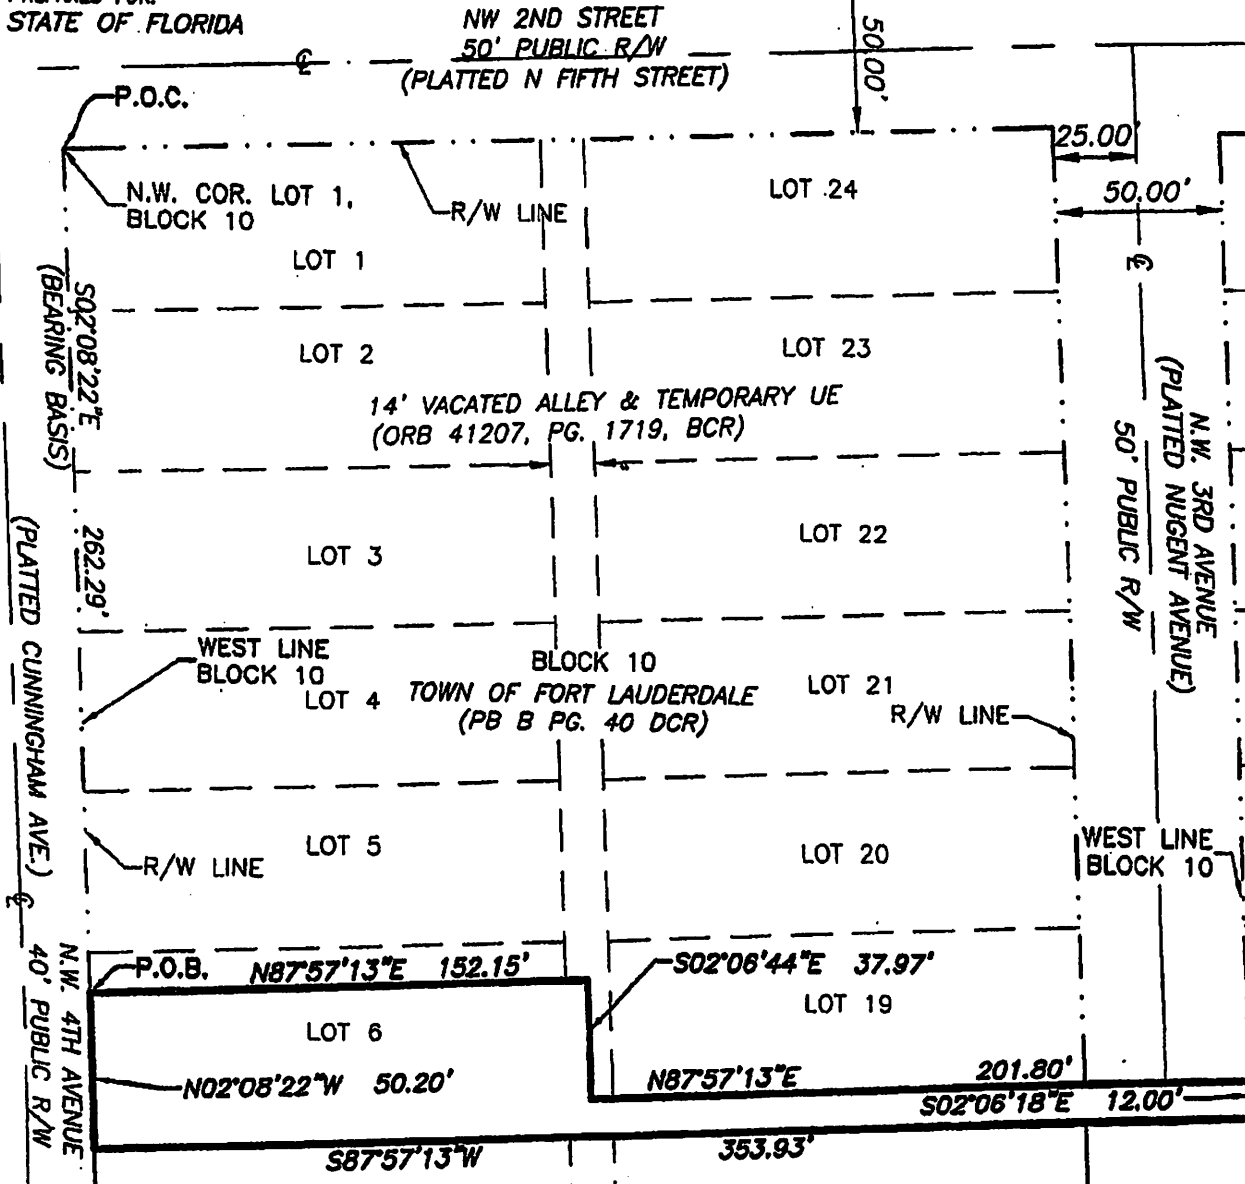 STATE OF FLORIDA
NW 2ND STREET
50' PUBLIC R/W
(PLATTED N FIFTH STREET)
50.00'
P.O.C.
25.00'
N.W. COR. LOT 1,
BLOCK 10
R/W LINE
LOT 24
50.00'
LOT 1
S02°08'22"E
(BEARING BASIS)
LOT 2
LOT 23
14' VACATED ALLEY & TEMPORARY UE
(ORB 41207, PG. 1719, BCR)
N.W. 3RD AVENUE
(PLATTED NUGENT AVENUE)
50' PUBLIC R/W
262.29'
LOT 3
LOT 22
(PLATTED CUNNINGHAM AVE.)
WEST LINE
BLOCK 10
BLOCK 10
LOT 4
TOWN OF FORT LAUDERDALE
(PB B PG. 40 DCR)
LOT 21
R/W LINE
LOT 5
R/W LINE
LOT 20
WEST LINE
BLOCK 10
N.W. 4TH AVENUE
40' PUBLIC R/W
P.O.B.
N87°57'13"E 152.15'
S02°06'44"E 37.97'
LOT 19
LOT 6
N02°08'22"W 50.20'
N87°57'13"E 201.80'
S02°06'18"E 12.00'
S87°57'13"W 353.93'